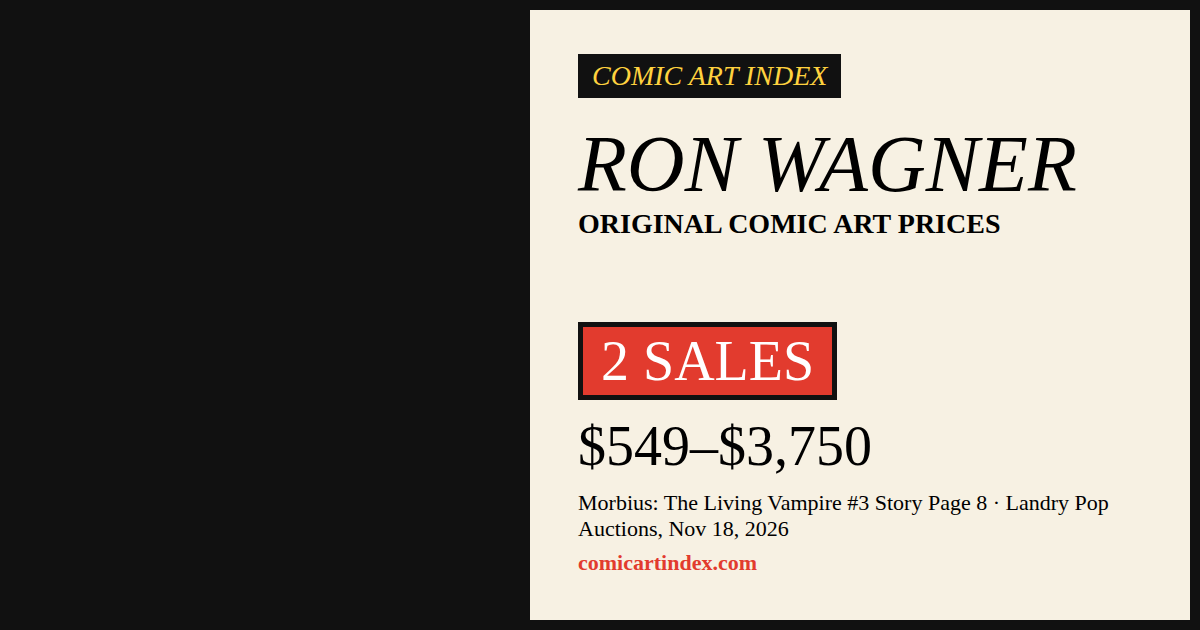 COMIC ART INDEX
RON WAGNER
ORIGINAL COMIC ART PRICES
2 SALES
$549–$3,750
Morbius: The Living Vampire #3 Story Page 8 · Landry Pop
Auctions, Nov 18, 2026
comicartindex.com